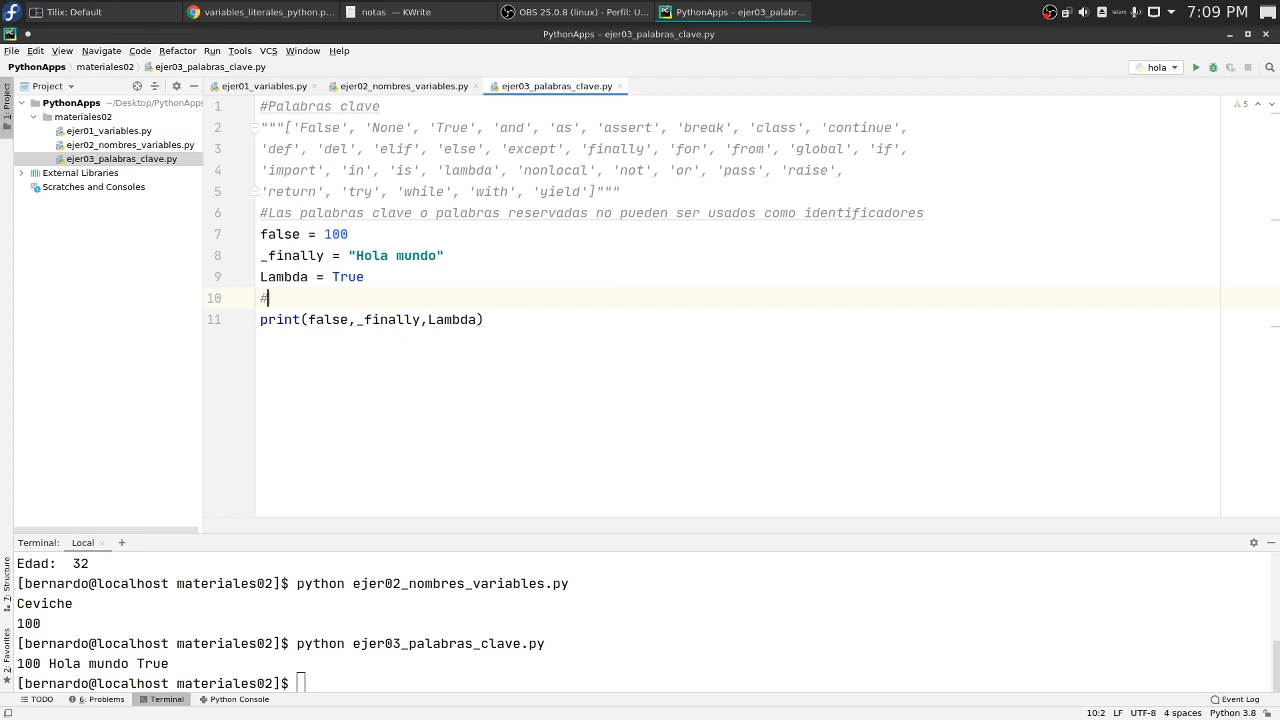 Tilix: Default
variables_literales_python.p...
notas — KWrite
OBS 25.0.8 (linux) - Perfil: U...
PythonApps – ejer03_palabr...
7:09 PM
PythonApps – ejer03_palabras_clave.py
File Edit View Navigate Code Refactor Run Tools VCS Window Help
PythonApps materiales02 ejer03_palabras_clave.py
hola
Project
ejer01_variables.py
ejer02_nombres_variables.py
ejer03_palabras_clave.py
PythonApps ~/Desktop/PythonApps
materiales02
ejer01_variables.py
ejer02_nombres_variables.py
ejer03_palabras_clave.py
External Libraries
Scratches and Consoles
1: Project
5
1 #Palabras clave
2 """['False', 'None', 'True', 'and', 'as', 'assert', 'break', 'class', 'continue',
3 'def', 'del', 'elif', 'else', 'except', 'finally', 'for', 'from', 'global', 'if',
4 'import', 'in', 'is', 'lambda', 'nonlocal', 'not', 'or', 'pass', 'raise',
5 'return', 'try', 'while', 'with', 'yield']"""
6 #Las palabras clave o palabras reservadas no pueden ser usados como identificadores
7 false = 100
8 _finally = "Hola mundo"
9 Lambda = True
10 #
11 print(false,_finally,Lambda)
Terminal: Local +
7: Structure
2: Favorites
Edad:  32
[bernardo@localhost materiales02]$ python ejer02_nombres_variables.py
Ceviche
100
[bernardo@localhost materiales02]$ python ejer03_palabras_clave.py
100 Hola mundo True
[bernardo@localhost materiales02]$
TODO 6: Problems Terminal Python Console Event Log
10:2 LF UTF-8 4 spaces Python 3.8